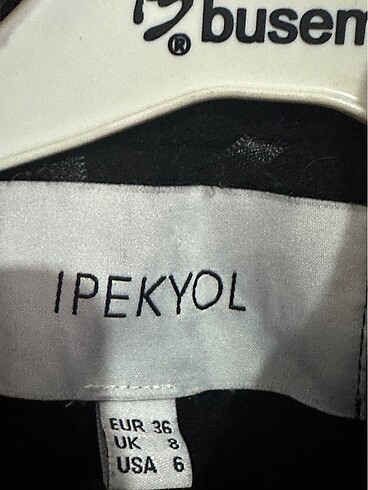 ® busem
IPEKYOL
EUR 36
UK 8
USA 6